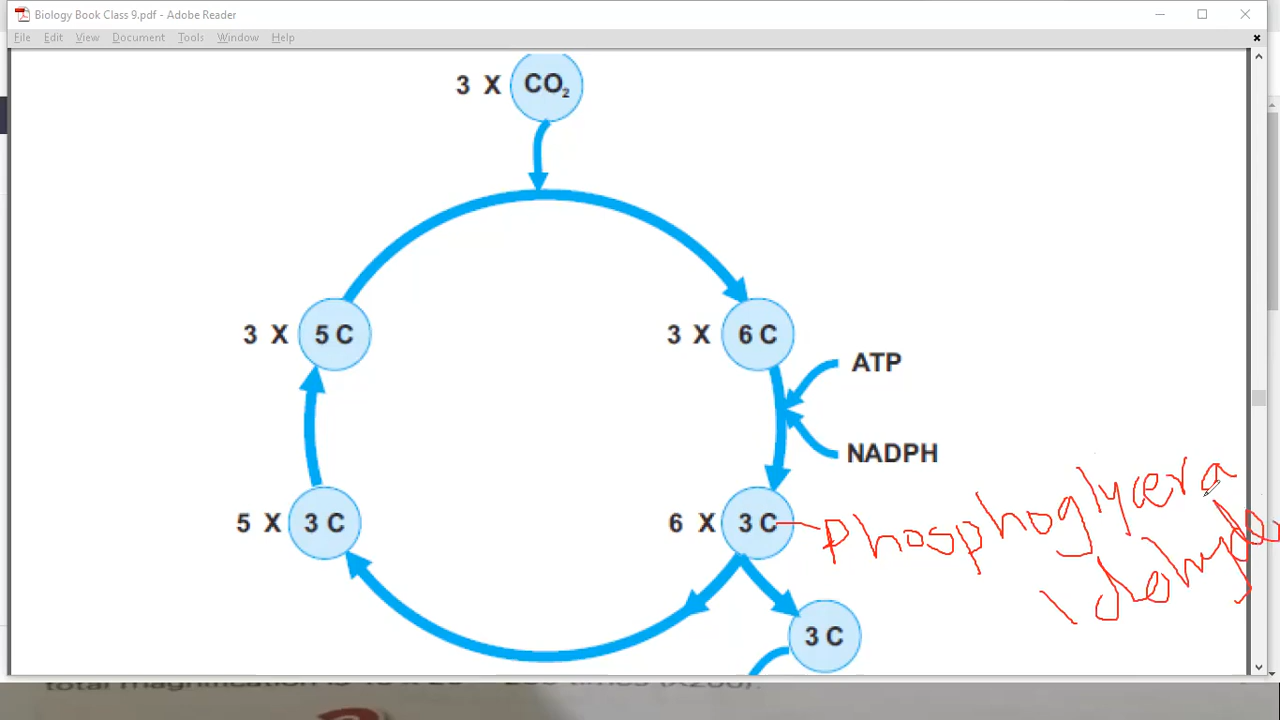 Biology Book Class 9.pdf - Adobe Reader
File Edit View Document Tools Window Help
3 X CO₂
3 X 5 C
3 X 6 C
ATP
NADPH
5 X 3 C
6 X 3 C
Phosphoglycera
ldehyde
3 C